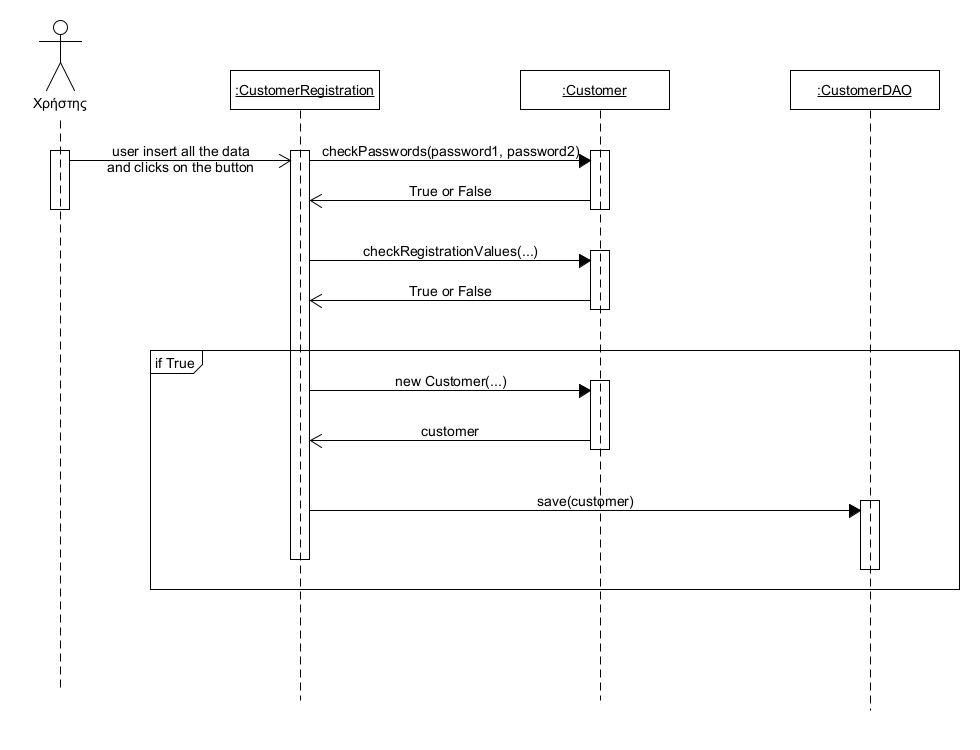 Χρήστης
:CustomerRegistration
:Customer
:CustomerDAO
user insert all the data
and clicks on the button
checkPasswords(password1, password2)
True or False
checkRegistrationValues(...)
True or False
if True
new Customer(...)
customer
save(customer)